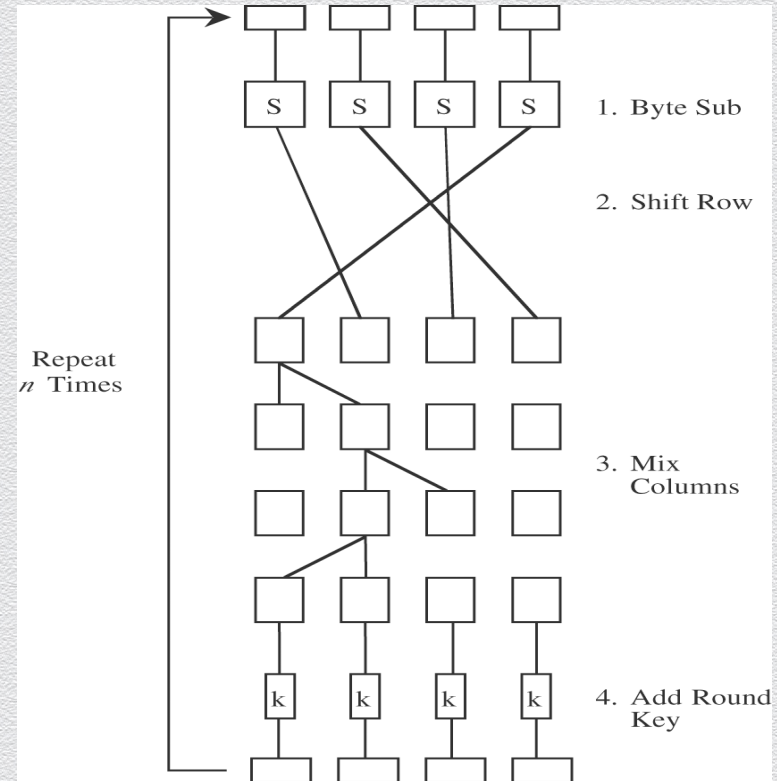 S S S S
1. Byte Sub
2. Shift Row
Repeat
n Times
3. Mix
Columns
k k k k
4. Add Round
Key